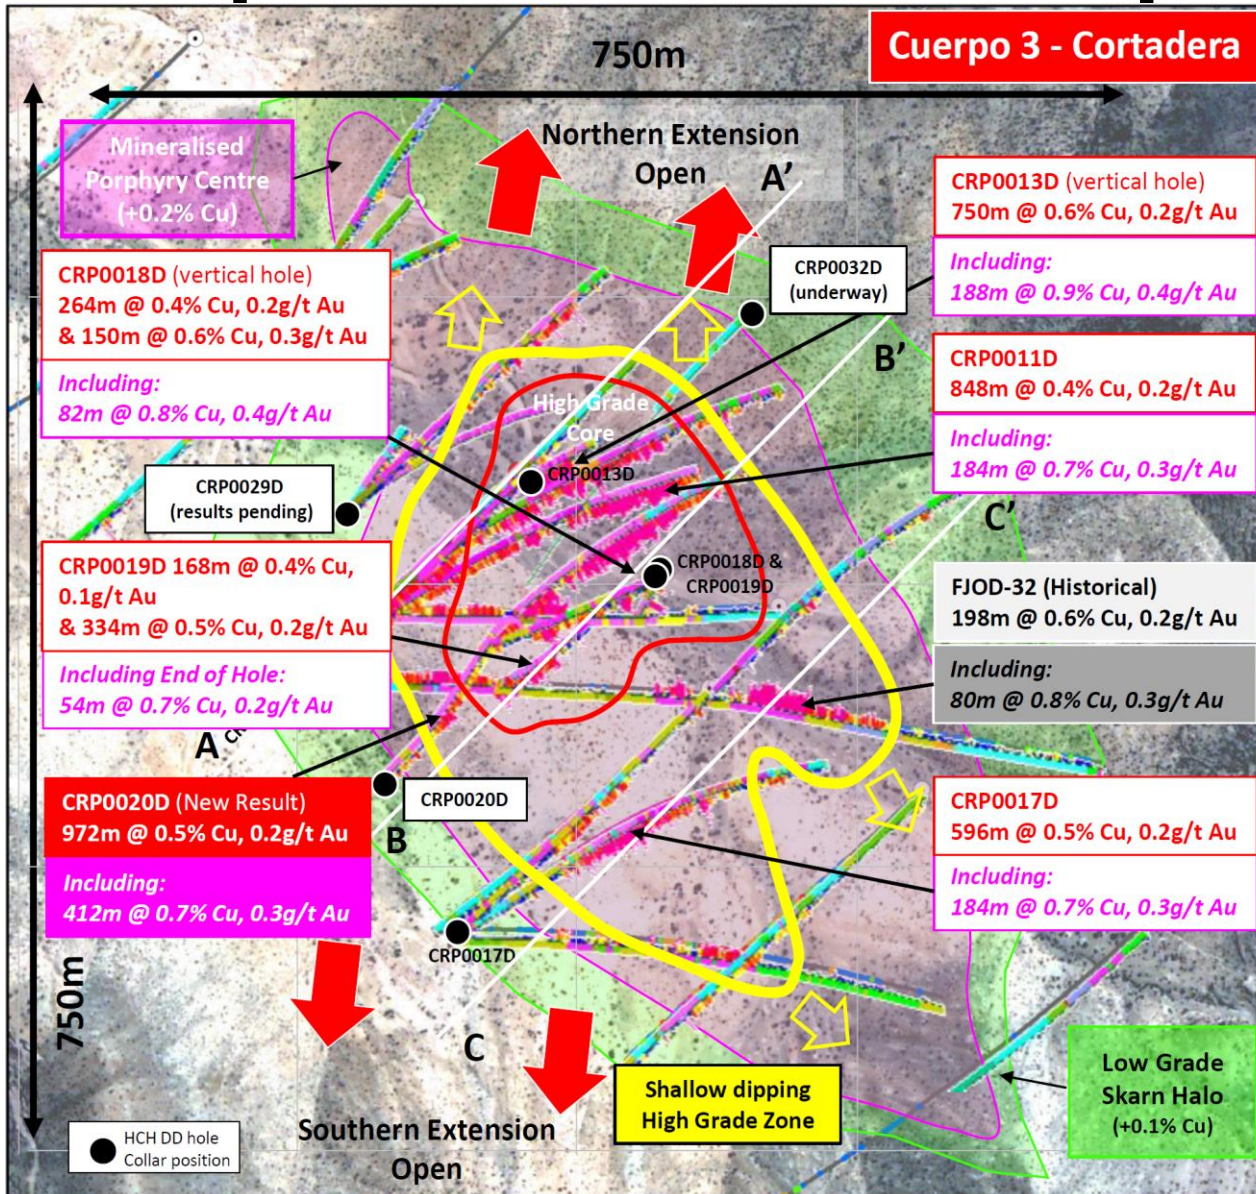 Cuerpo 3 - Cortadera
750m
Northern Extension
Open
Mineralised
Porphyry Centre
(+0.2% Cu)
A'
CRP0013D (vertical hole)
750m @ 0.6% Cu, 0.2g/t Au
Including:
188m @ 0.9% Cu, 0.4g/t Au
CRP0018D (vertical hole)
264m @ 0.4% Cu, 0.2g/t Au
& 150m @ 0.6% Cu, 0.3g/t Au
Including:
82m @ 0.8% Cu, 0.4g/t Au
CRP0032D
(underway)
B'
CRP0011D
848m @ 0.4% Cu, 0.2g/t Au
Including:
184m @ 0.7% Cu, 0.3g/t Au
High Grade
Core
CRP0013D
CRP0029D
(results pending)
C'
CRP0018D &
CRP0019D
CRP0019D 168m @ 0.4% Cu,
0.1g/t Au
& 334m @ 0.5% Cu, 0.2g/t Au
Including End of Hole:
54m @ 0.7% Cu, 0.2g/t Au
FJOD-32 (Historical)
198m @ 0.6% Cu, 0.2g/t Au
Including:
80m @ 0.8% Cu, 0.3g/t Au
A
CRP0020D (New Result)
972m @ 0.5% Cu, 0.2g/t Au
Including:
412m @ 0.7% Cu, 0.3g/t Au
CRP0020D
B
CRP0017D
596m @ 0.5% Cu, 0.2g/t Au
Including:
184m @ 0.7% Cu, 0.3g/t Au
CRP0017D
750m
C
Shallow dipping
High Grade Zone
Low Grade
Skarn Halo
(+0.1% Cu)
HCH DD hole
Collar position
Southern Extension
Open